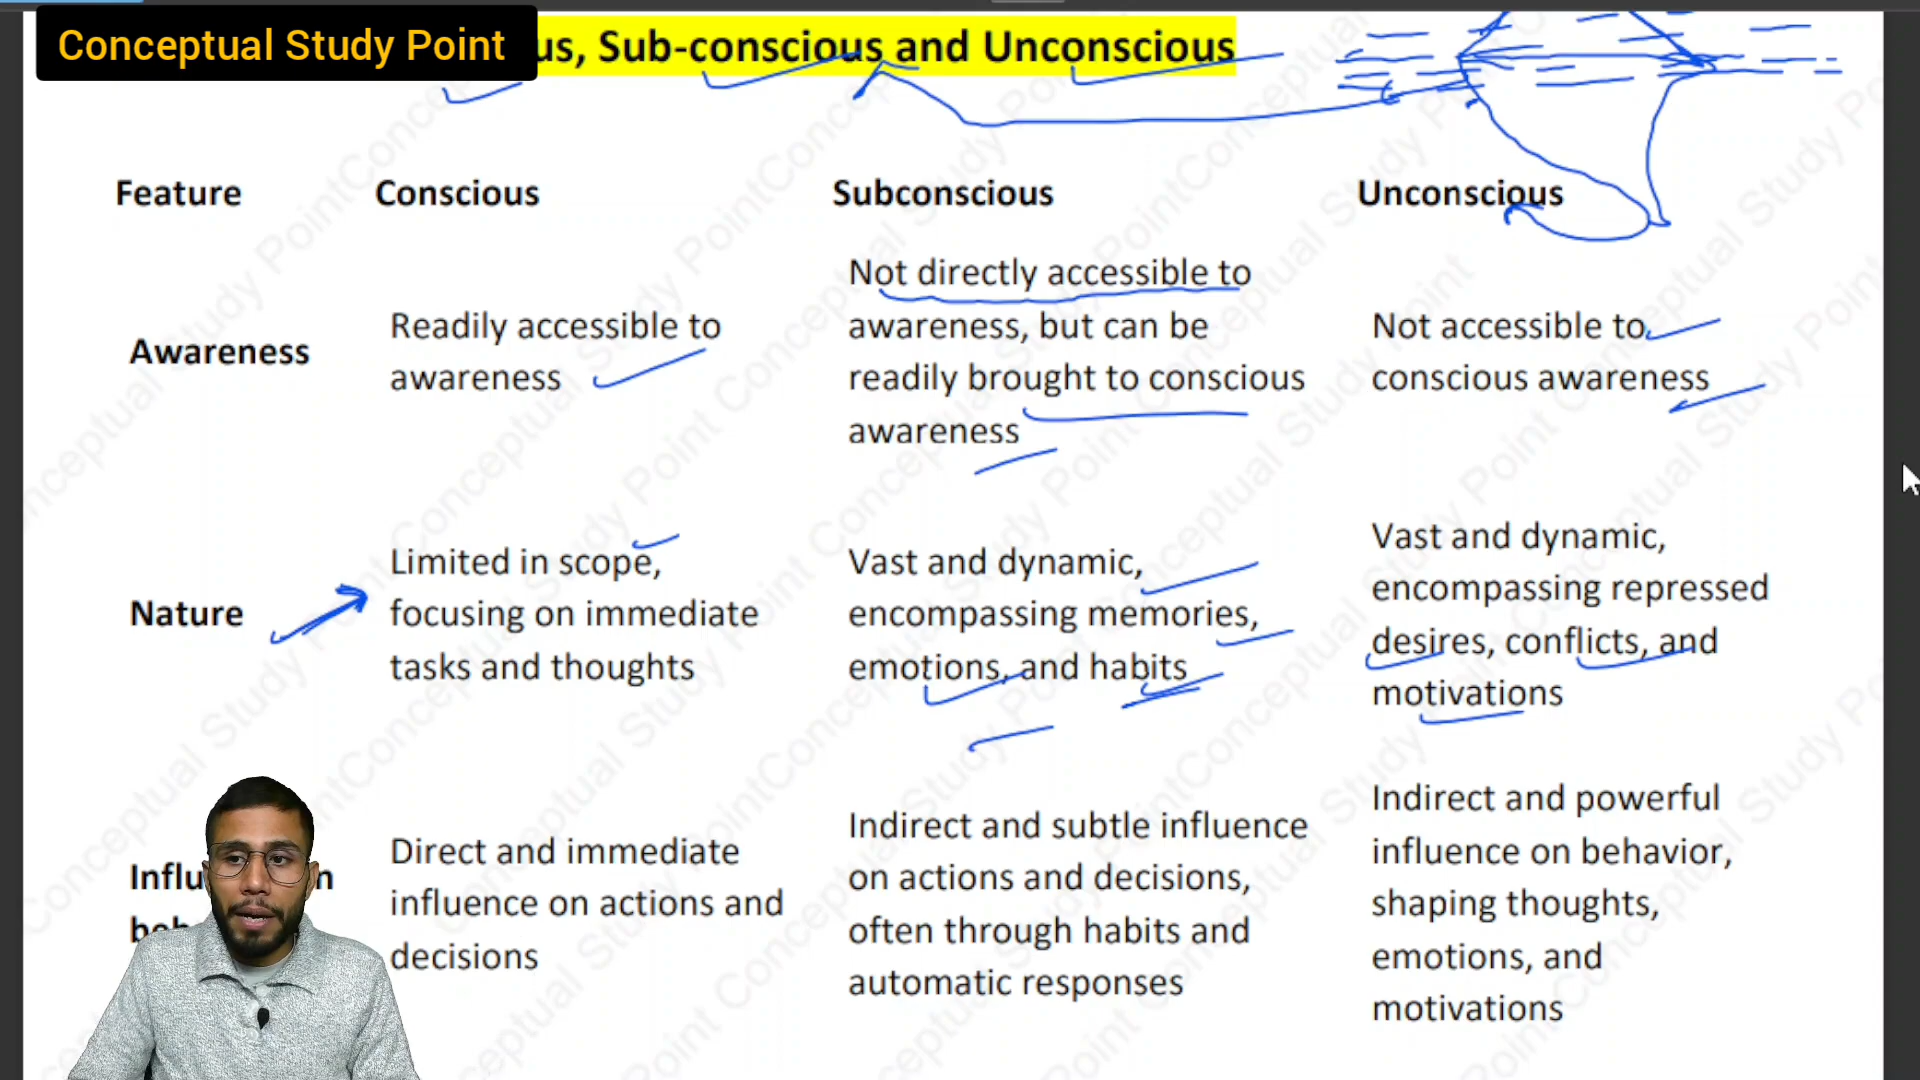 Conceptual Study Point
us, Sub-conscious and Unconscious
Feature Conscious Subconscious Unconscious
Awareness
Readily accessible to
awareness
Not directly accessible to
awareness, but can be
readily brought to conscious
awareness
Not accessible to
conscious awareness
Nature
Limited in scope,
focusing on immediate
tasks and thoughts
Vast and dynamic,
encompassing memories,
emotions, and habits
Vast and dynamic,
encompassing repressed
desires, conflicts, and
motivations
Direct and immediate
influence on actions and
decisions
Indirect and subtle influence
on actions and decisions,
often through habits and
automatic responses
Indirect and powerful
influence on behavior,
shaping thoughts,
emotions, and
motivations